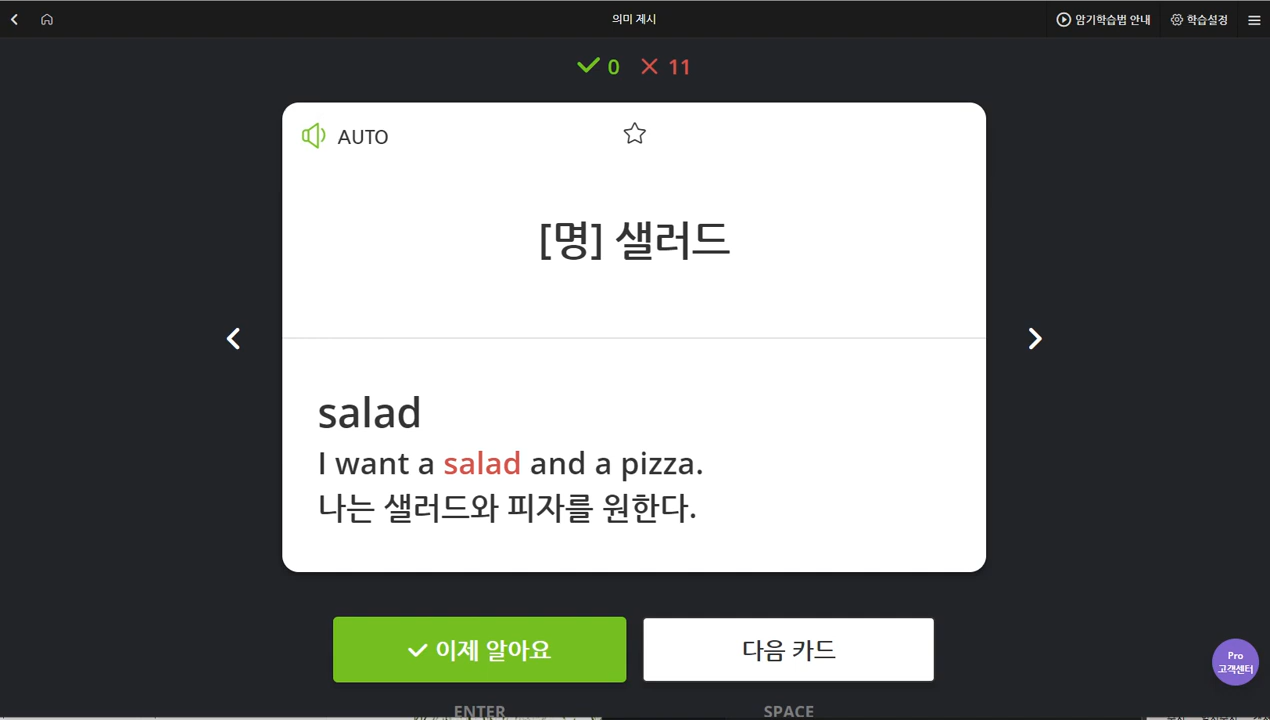 의미 제시
암기학습법 안내
학습설정
0
11
AUTO
[명] 샐러드
salad
I want a salad and a pizza.
나는 샐러드와 피자를 원한다.
이제 알아요
다음 카드
Pro
고객센터
ENTER
SPACE